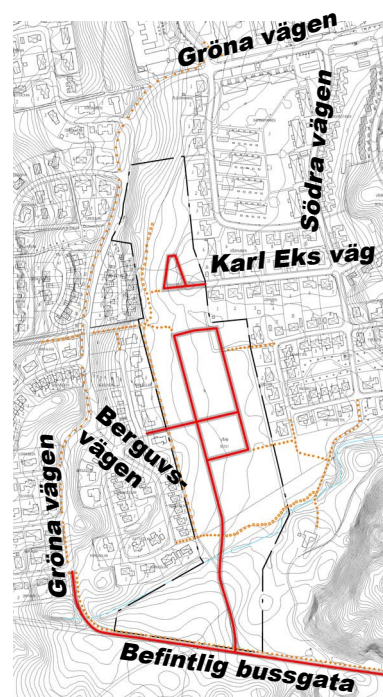 Gröna vägen
Södra vägen
Karl Eks väg
Berguvs-
vägen
Gröna vägen
Befintlig bussgata